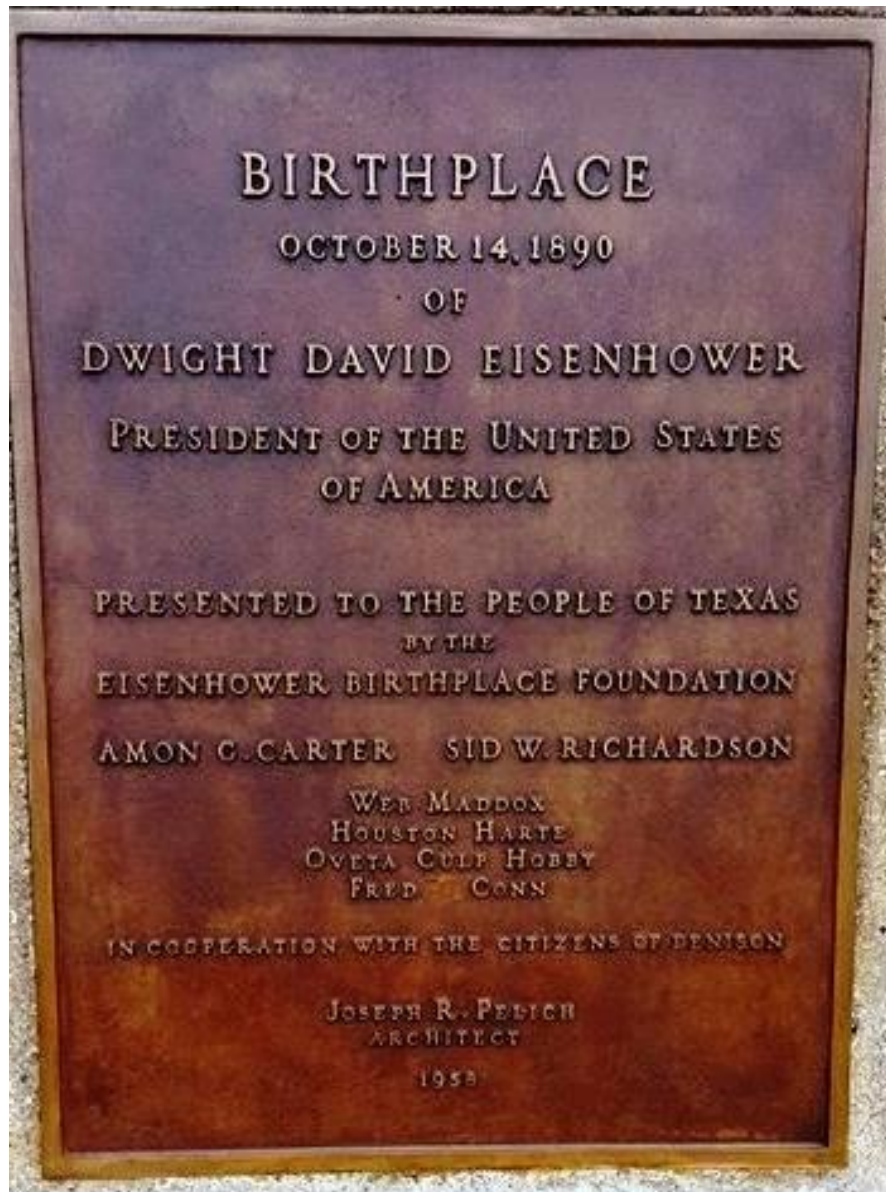 BIRTHPLACE
OCTOBER 14, 1890
OF
DWIGHT DAVID EISENHOWER
PRESIDENT OF THE UNITED STATES
OF AMERICA
PRESENTED TO THE PEOPLE OF TEXAS
BY THE
EISENHOWER BIRTHPLACE FOUNDATION
AMON G. CARTER SID W. RICHARDSON
WEB MADDOX
HOUSTON HARTE
OVETA CULP HOBBY
FRED CONN
IN COOPERATION WITH THE CITIZENS OF DENISON
JOSEPH R. PELICH
ARCHITECT
1958